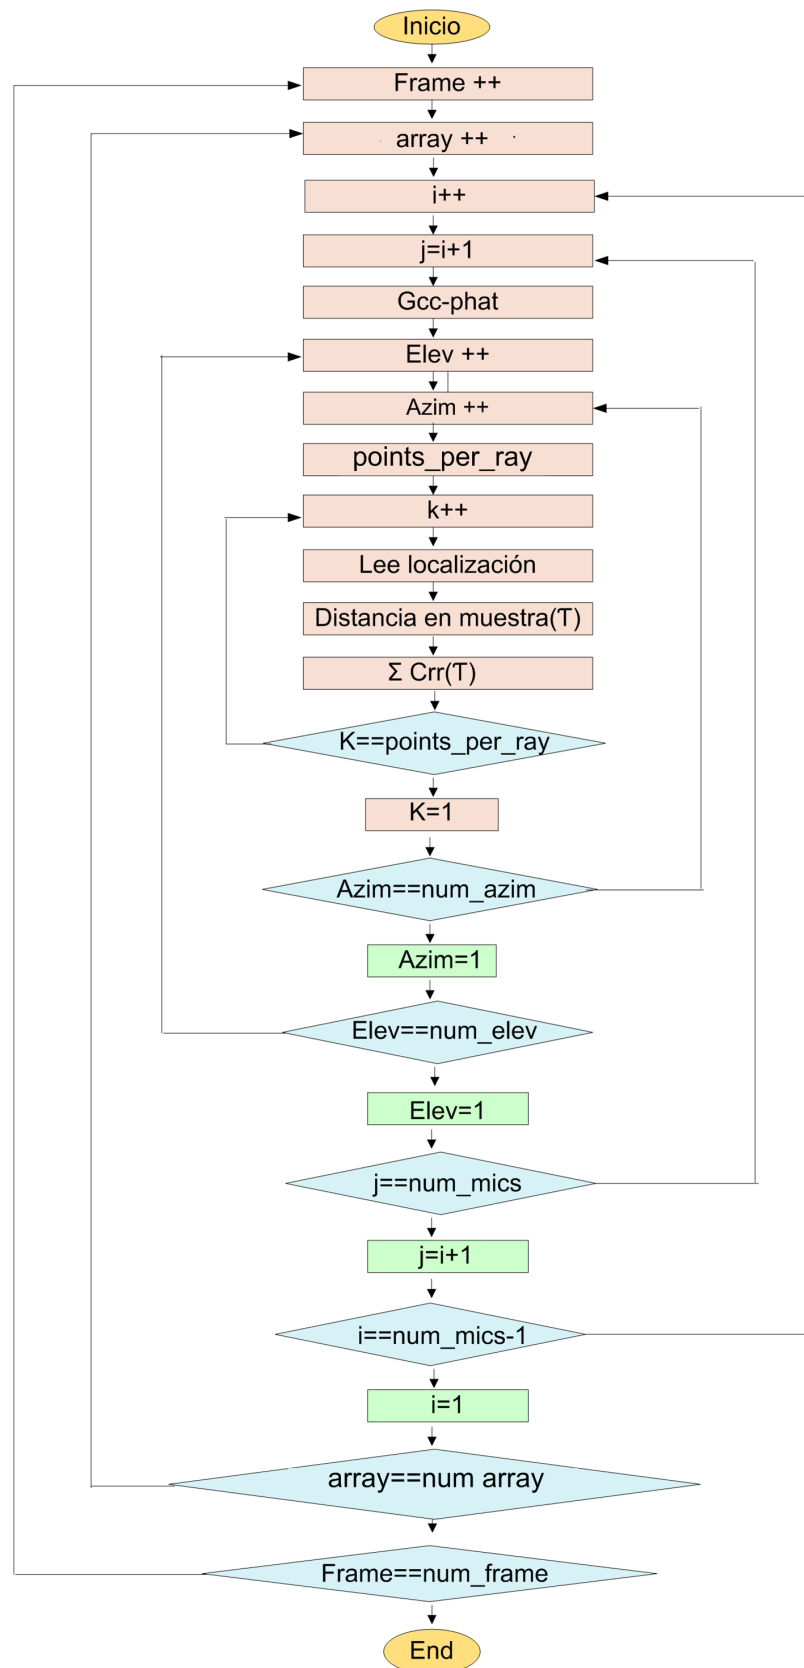 Inicio
Frame ++
array ++
i++
j=i+1
Gcc-phat
Elev ++
Azim ++
points_per_ray
k++
Lee localización
Distancia en muestra(Ƭ)
Σ Crr(Ƭ)
K==points_per_ray
K=1
Azim==num_azim
Azim=1
Elev==num_elev
Elev=1
j==num_mics
j=i+1
i==num_mics-1
i=1
array==num array
Frame==num_frame
End